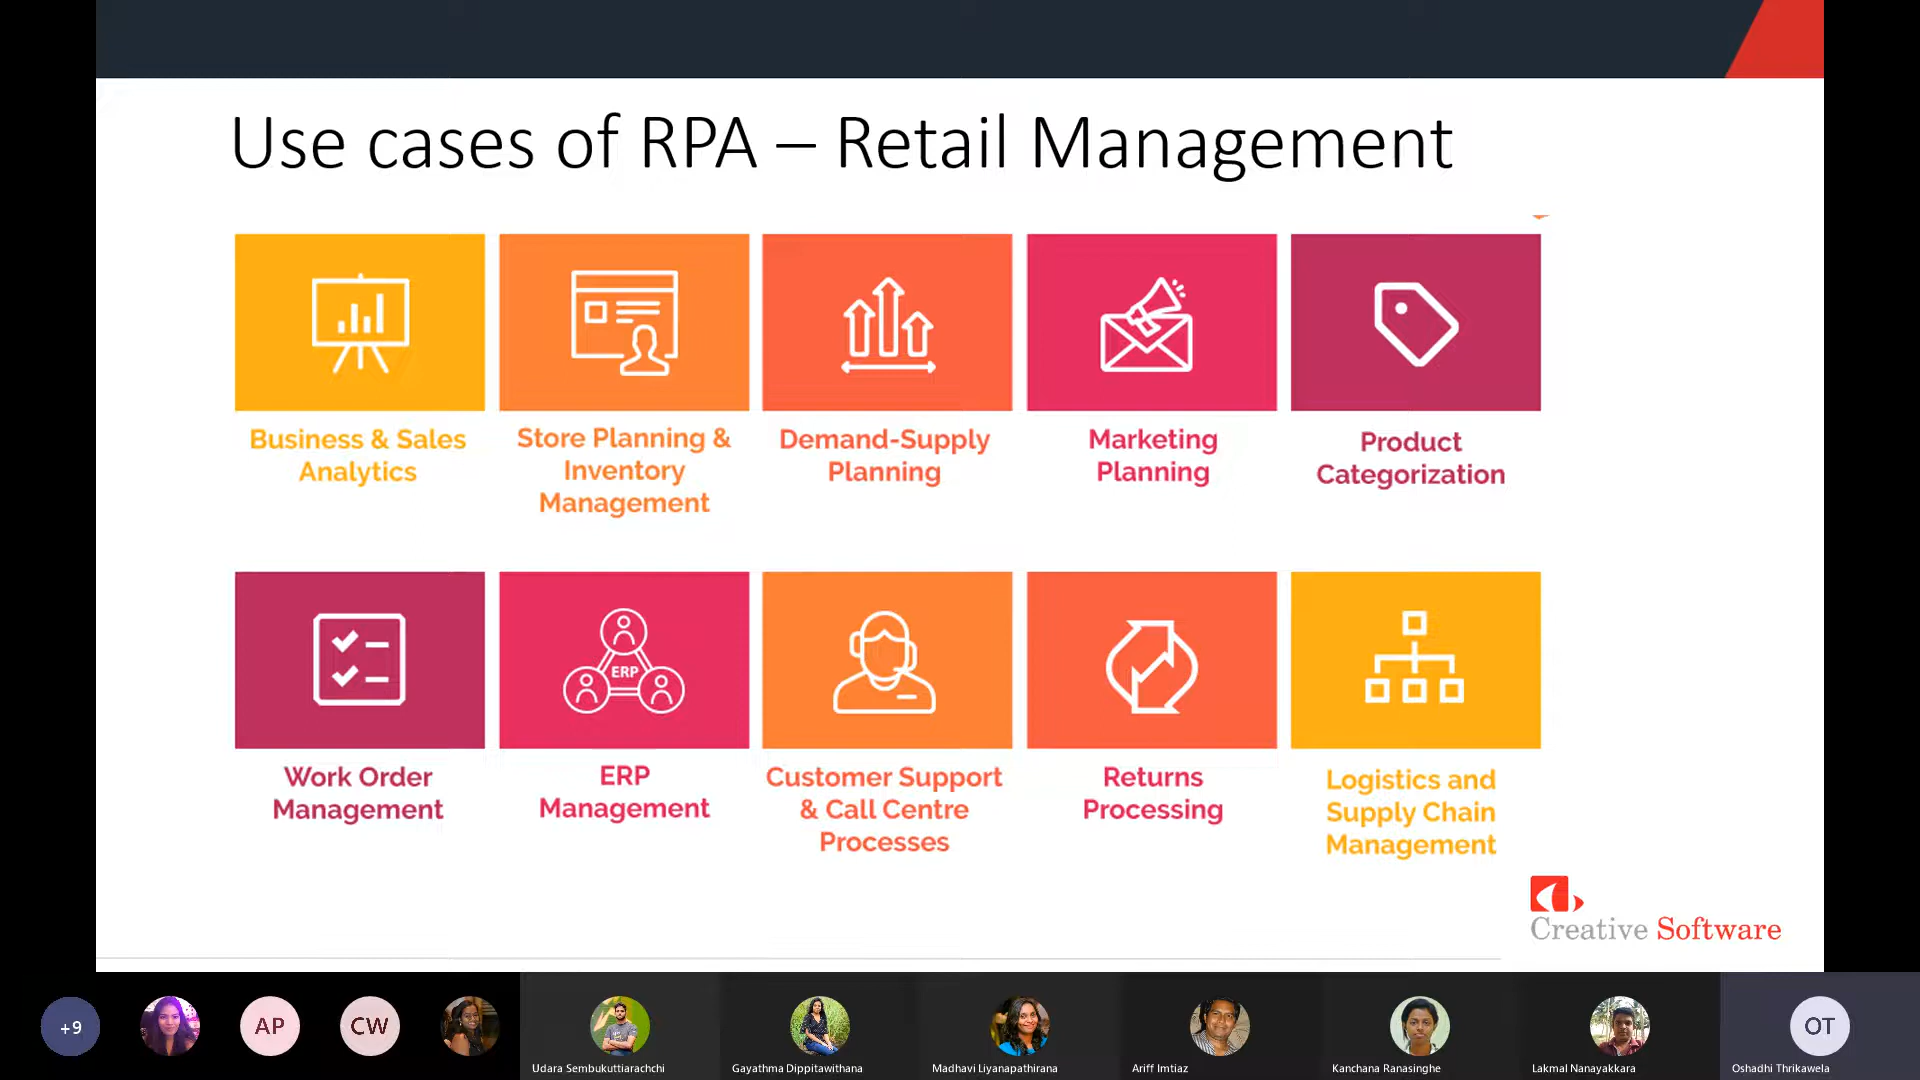 Use cases of RPA – Retail Management
Business & Sales
Analytics
Store Planning &
Inventory
Management
Demand-Supply
Planning
Marketing
Planning
Product
Categorization
ERP
Work Order
Management
ERP
Management
Customer Support
& Call Centre
Processes
Returns
Processing
Logistics and
Supply Chain
Management
Creative Software
+9
AP
CW
OT
Udara Sembukuttiarachchi
Gayathma Dippitawithana
Madhavi Liyanapathirana
Ariff Imtiaz
Kanchana Ranasinghe
Lakmal Nanayakkara
Oshadhi Thrikawela